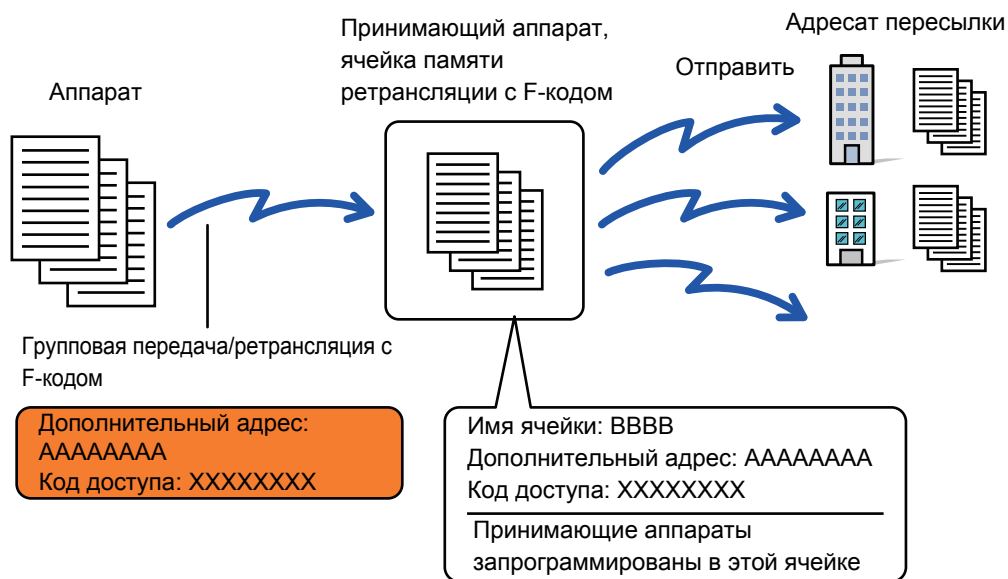 Аппарат
Принимающий аппарат,
ячейка памяти
ретрансляции с F-кодом
Отправить
Адресат пересылки
Групповая передача/ретрансляция с
F-кодом
Дополнительный адрес:
AAAAAAAA
Код доступа: XXXXXXXX
Имя ячейки: BBBB
Дополнительный адрес: AAAAAAAA
Код доступа: XXXXXXXX
Принимающие аппараты
запрограммированы в этой ячейке